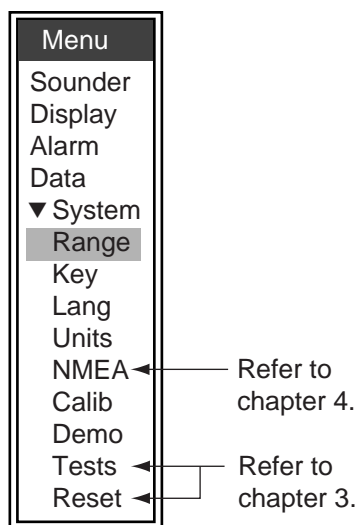 Menu
Sounder
Display
Alarm
Data
▼ System
Range
Key
Lang
Units
NMEA
Calib
Demo
Tests
Reset
Refer to
chapter 4.
Refer to
chapter 3.